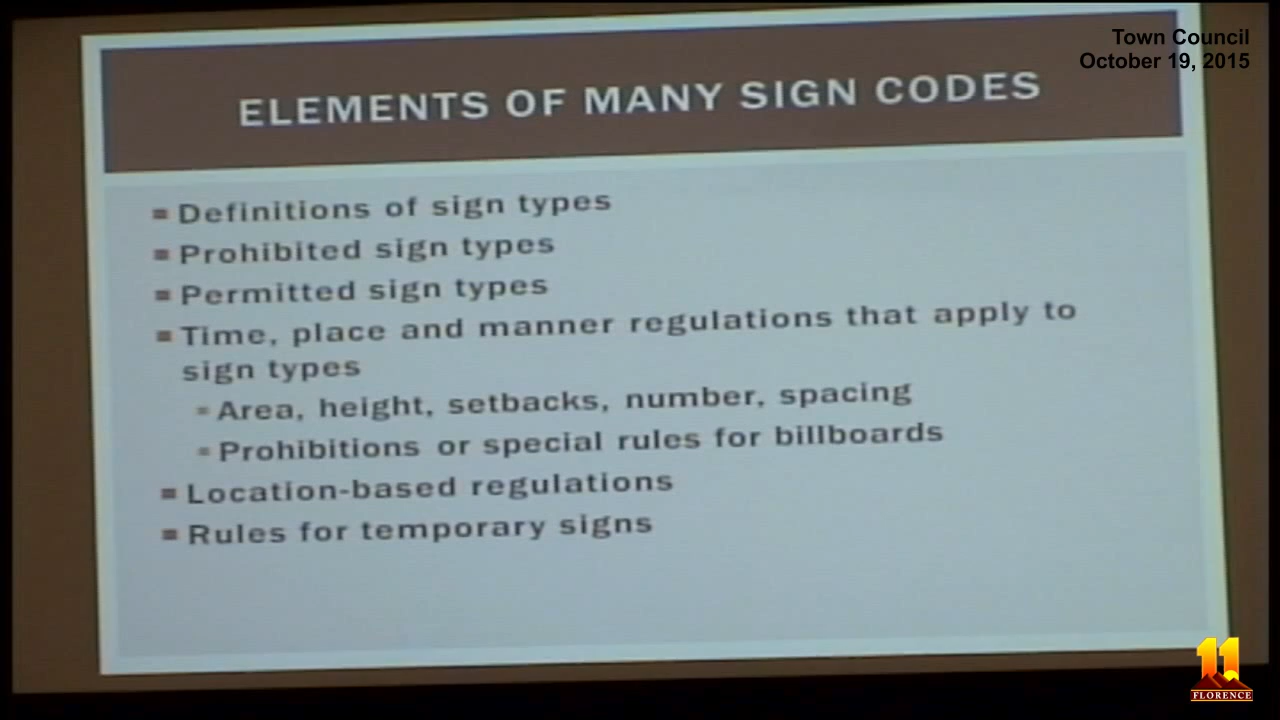 Town Council
October 19, 2015
ELEMENTS OF MANY SIGN CODES
Definitions of sign types
Prohibited sign types
Permitted sign types
Time, place and manner regulations that apply to
sign types
Area, height, setbacks, number, spacing
Prohibitions or special rules for billboards
Location-based regulations
Rules for temporary signs
11
FLORENCE